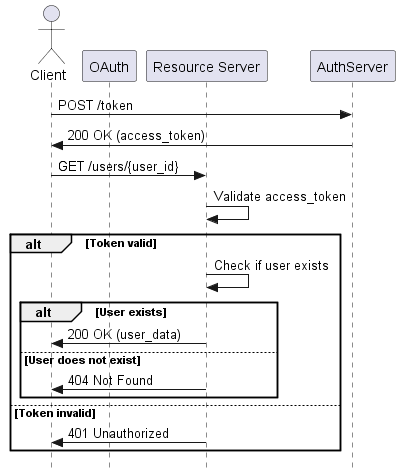 Client
OAuth
Resource Server
AuthServer
POST /token
200 OK (access_token)
GET /users/{user_id}
Validate access_token
alt [Token valid]
Check if user exists
alt [User exists]
200 OK (user_data)
[User does not exist]
404 Not Found
[Token invalid]
401 Unauthorized